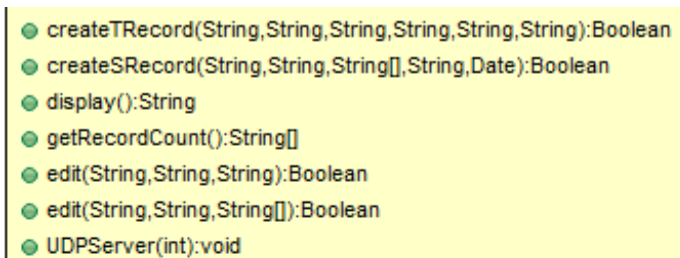 createTRecord(String,String,String,String,String,String):Boolean
createSRecord(String,String,String[],String,Date):Boolean
display():String
getRecordCount():String[]
edit(String,String,String):Boolean
edit(String,String,String[]):Boolean
UDPServer(int):void